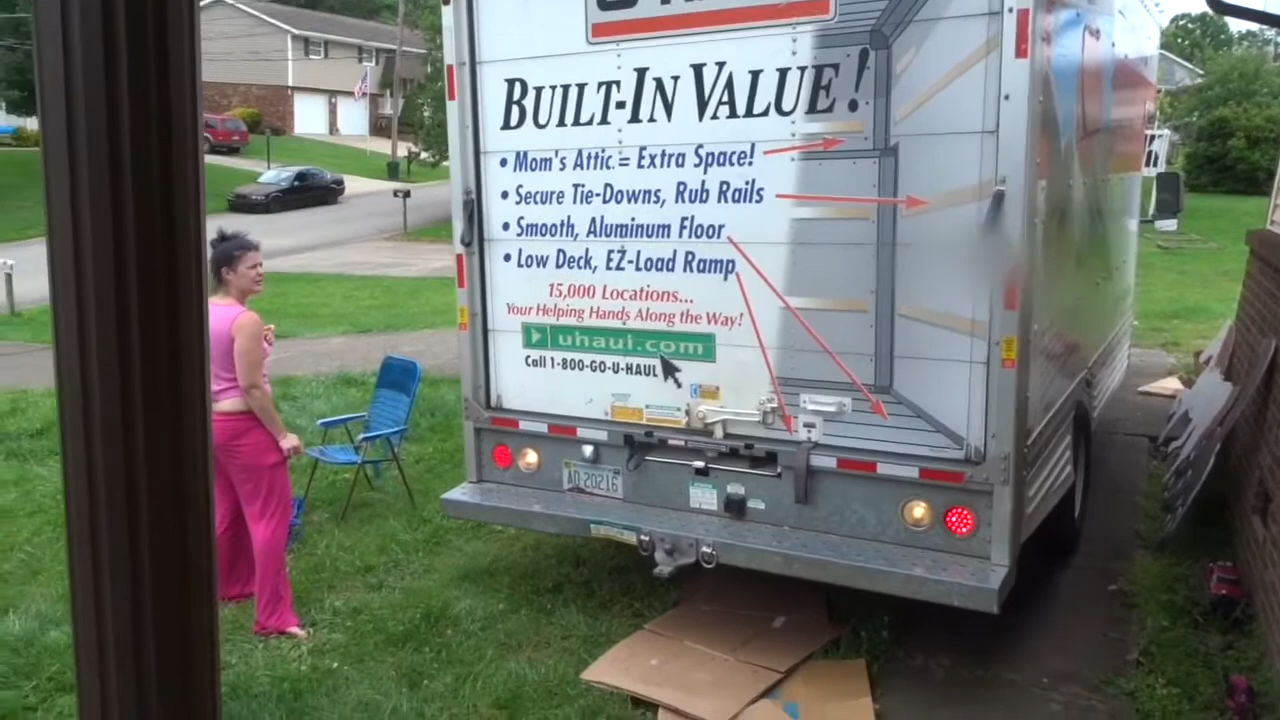 BUILT-IN VALUE!
• Mom's Attic = Extra Space!
• Secure Tie-Downs, Rub Rails
• Smooth, Aluminum Floor
• Low Deck, EZ-Load Ramp
15,000 Locations...
Your Helping Hands Along the Way!
uhaul.com
Call 1-800-GO-U-HAUL
AD-20216